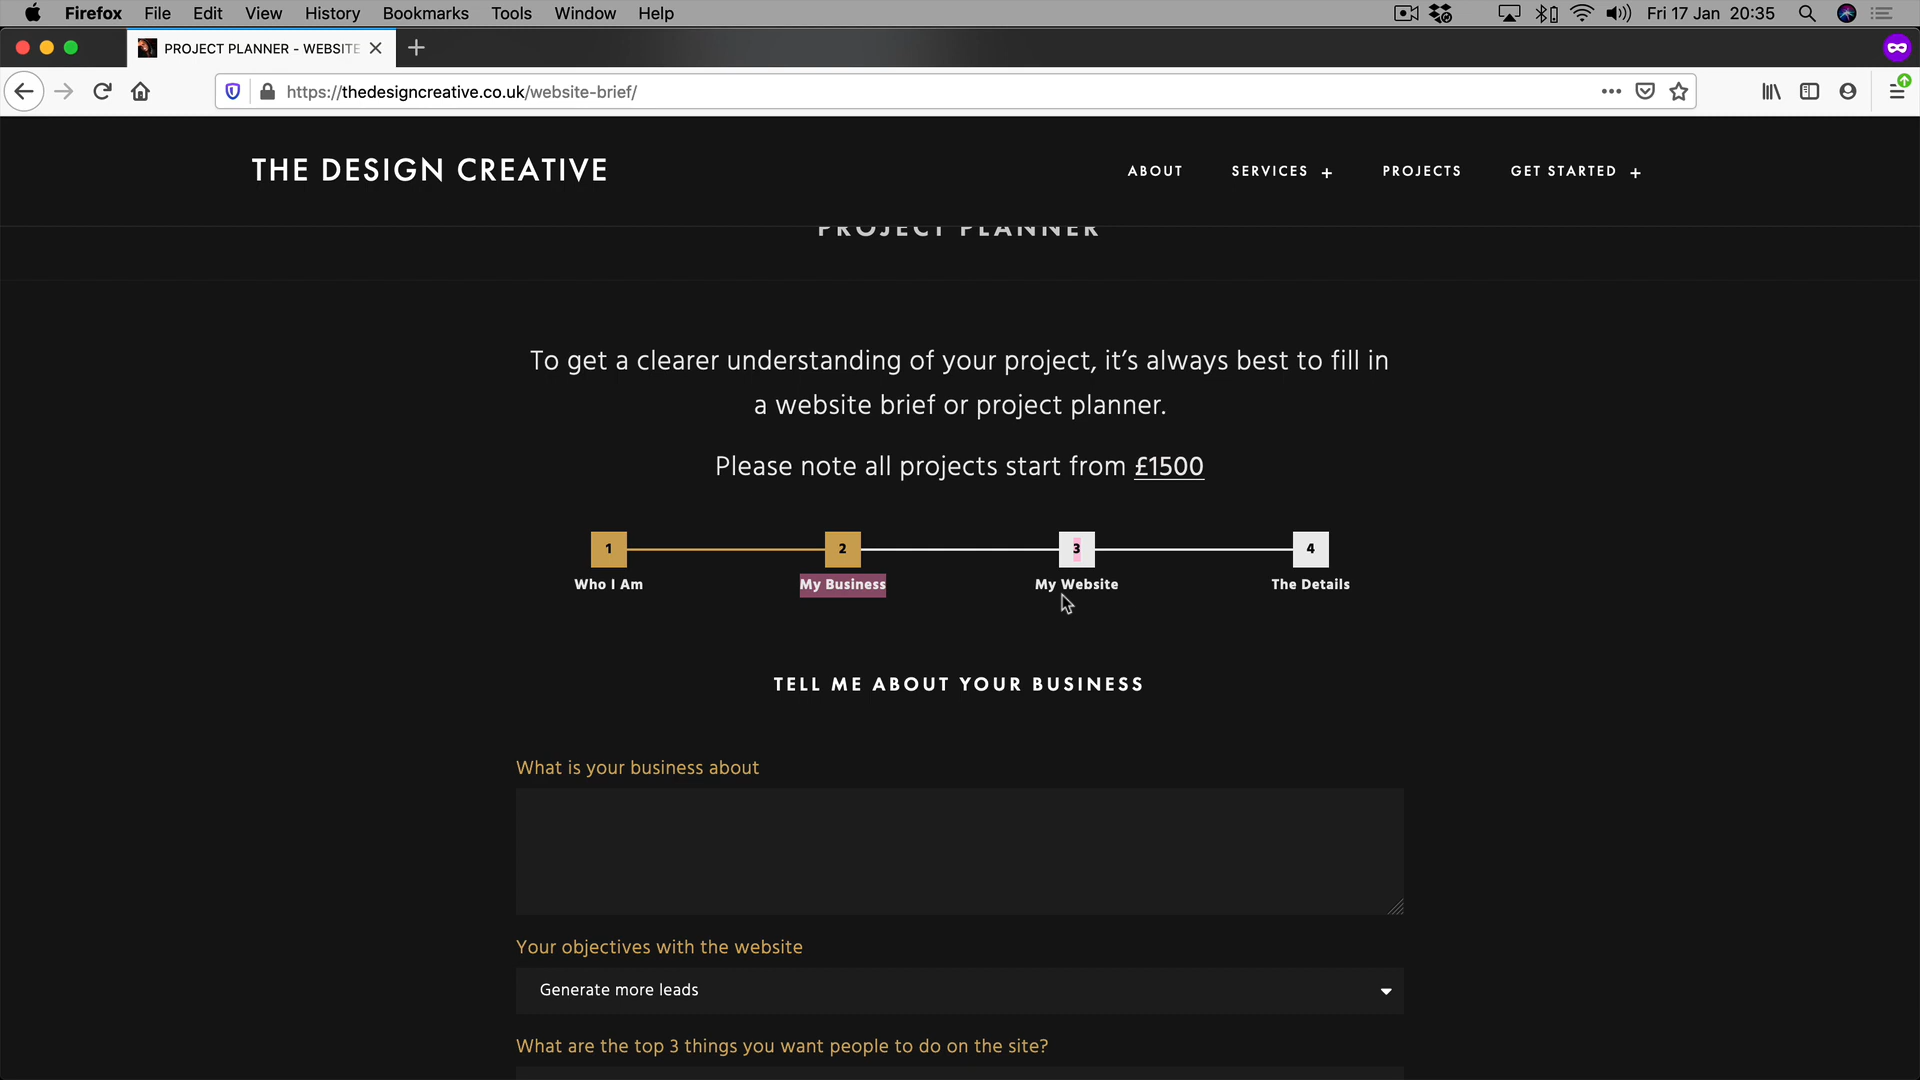 Firefox File Edit View History Bookmarks Tools Window Help Fri 17 Jan 20:35
PROJECT PLANNER - WEBSITE
https://thedesigncreative.co.uk/website-brief/
THE DESIGN CREATIVE ABOUT SERVICES + PROJECTS GET STARTED +
PROJECT PLANNER
To get a clearer understanding of your project, it’s always best to fill in
a website brief or project planner.
Please note all projects start from £1500
1 2 3 4
Who I Am My Business My Website The Details
TELL ME ABOUT YOUR BUSINESS
What is your business about
Your objectives with the website
Generate more leads
What are the top 3 things you want people to do on the site?